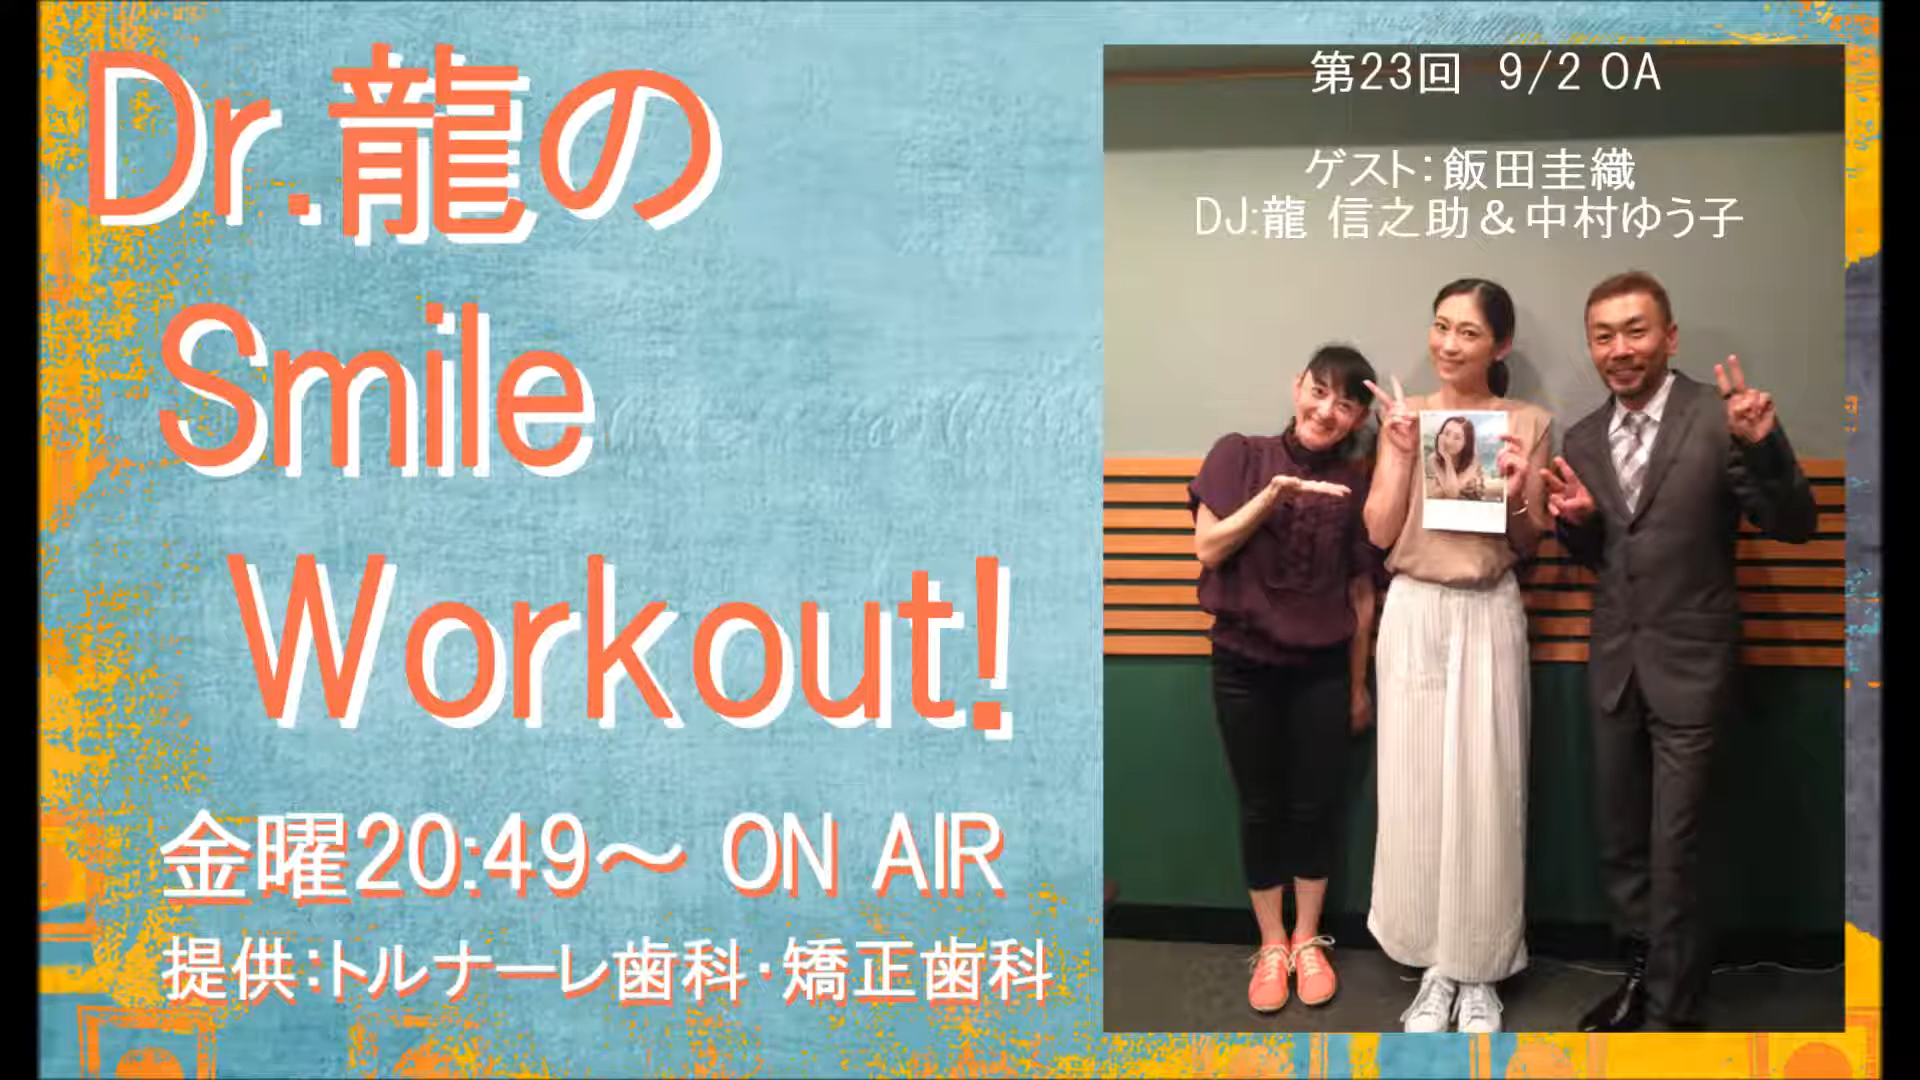 Dr.龍の
Smile
Workout!
金曜20:49～ ON AIR
提供：トルナーレ歯科・矯正歯科
第23回 9/2 OA
ゲスト：飯田圭織
DJ:龍 信之助＆中村ゆう子